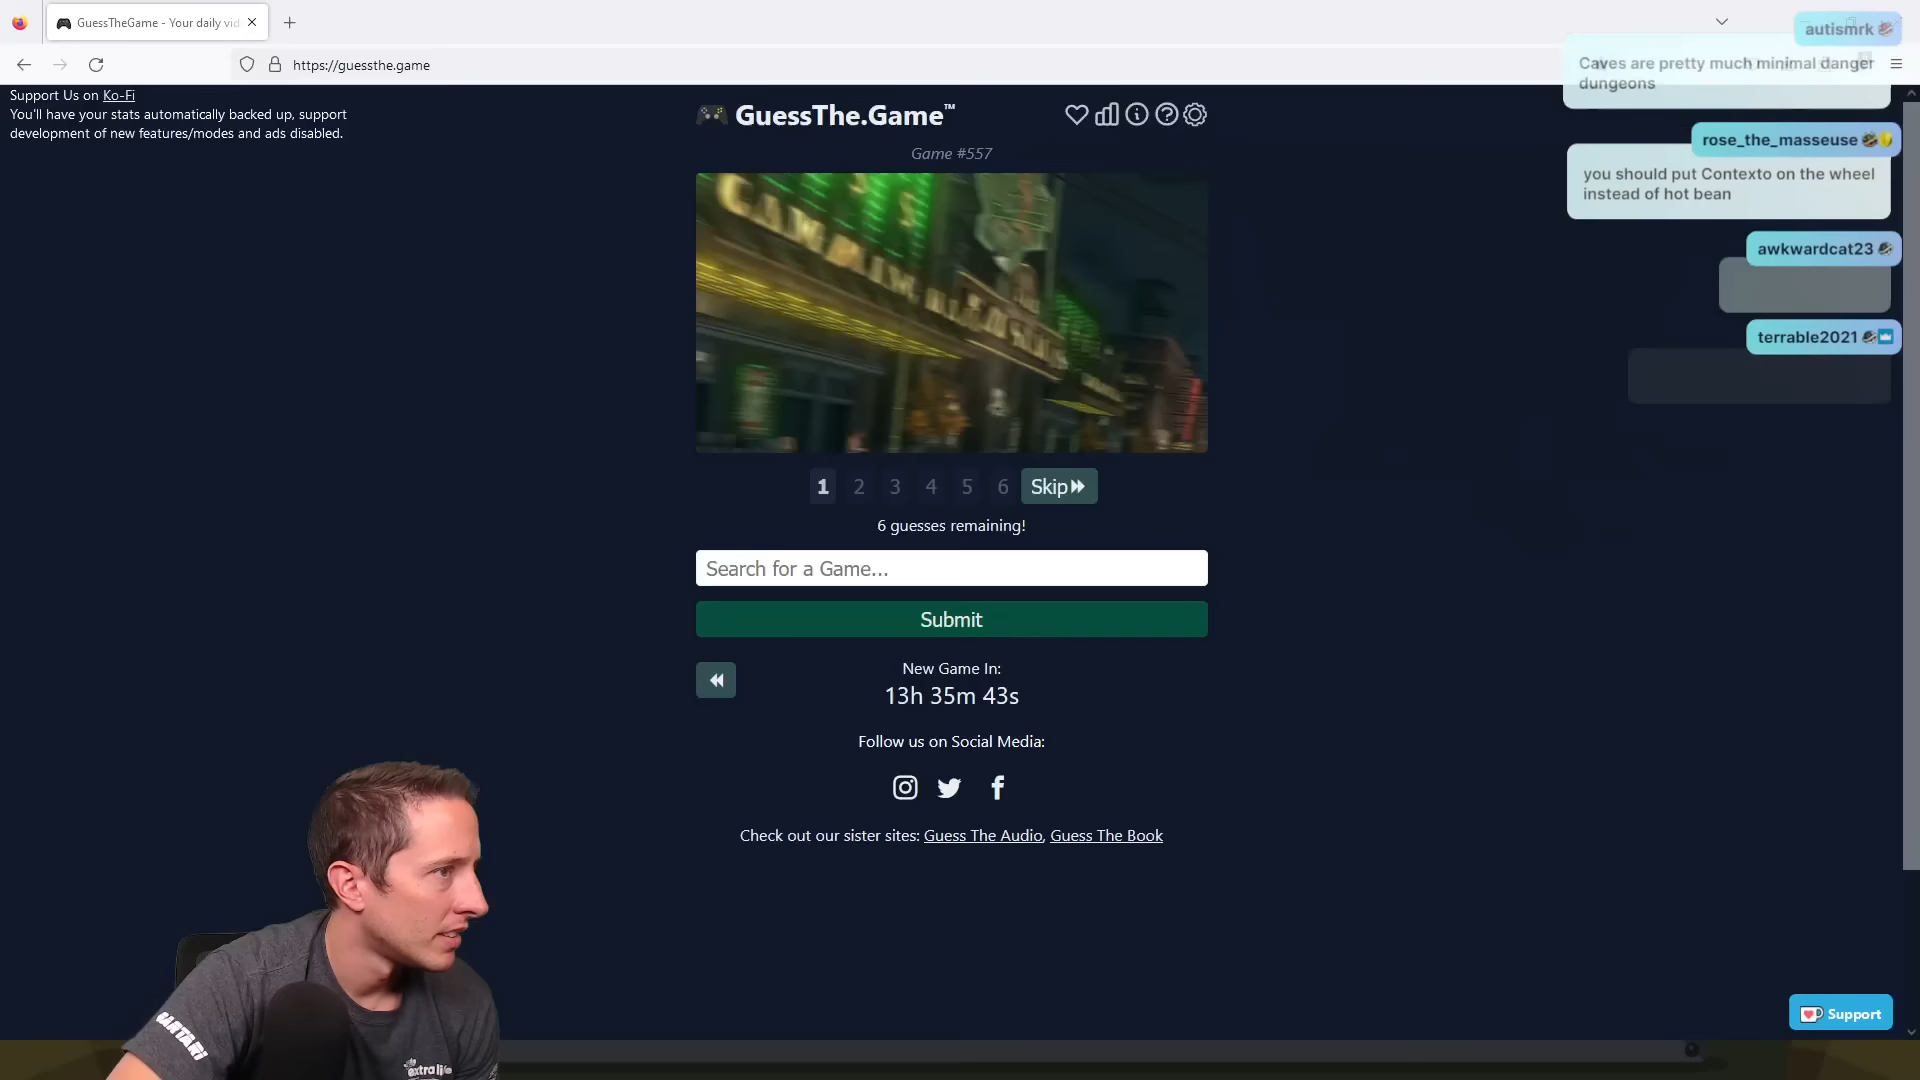 GuessTheGame - Your daily vid
https://guessthe.game
Support Us on Ko-Fi
You'll have your stats automatically backed up, support
development of new features/modes and ads disabled.
GuessThe.Game™
Game #557
1 2 3 4 5 6 Skip
6 guesses remaining!
Search for a Game...
Submit
New Game In:
13h 35m 43s
Follow us on Social Media:
Check out our sister sites: Guess The Audio, Guess The Book
autismrk
Caves are pretty much minimal danger
dungeons
rose_the_masseuse
you should put Contexto on the wheel
instead of hot bean
awkwardcat23
terrable2021
extra life
Support